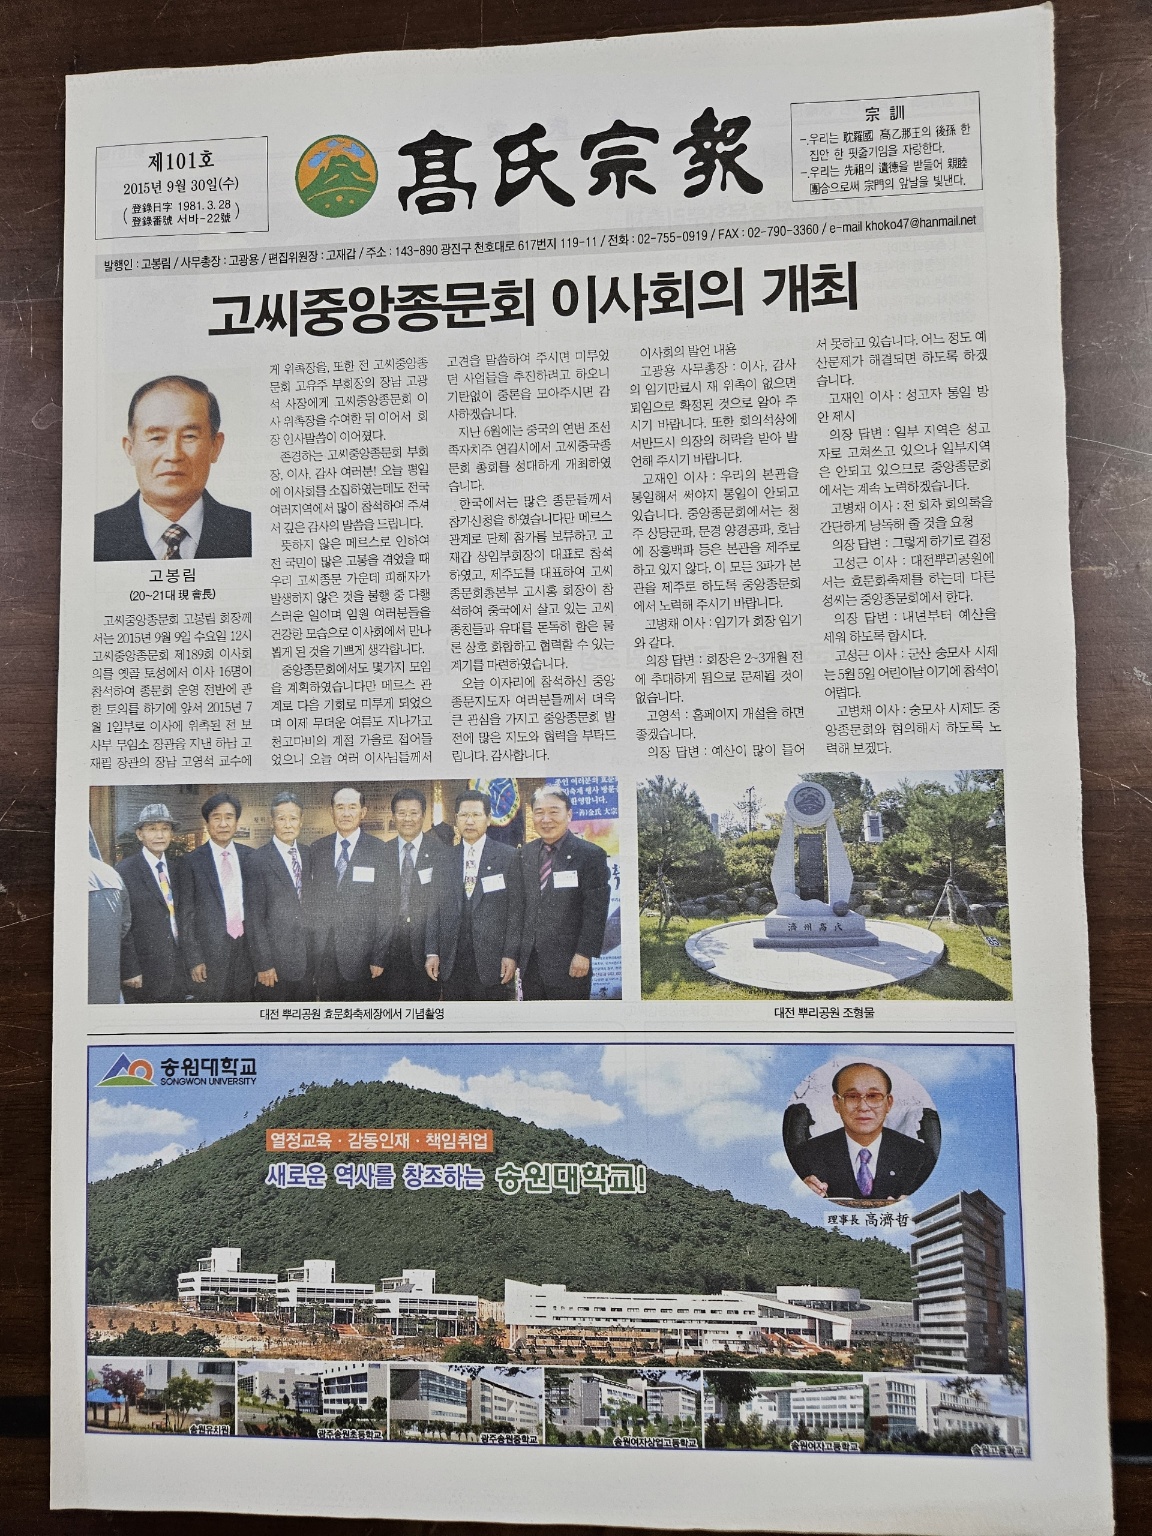 제101호
2015년 9월 30일(수)
登錄日字 1981. 3. 28
登錄番號 서바-22號
高氏宗報
宗 訓
-.우리는 耽羅國 高乙那王의 後孫 한
집안 한 핏줄기임을 자랑한다.
-.우리는 先祖의 遺德을 받들어 親睦
團合으로써 宗門의 앞날을 빛낸다.
발행인 : 고봉림 / 사무총장 : 고광용 / 편집위원장 : 고재갑 / 주소 : 143-890 광진구 천호대로 617번지 119-11 / 전화 : 02-755-0919 / FAX : 02-790-3360 / e-mail khoko47@hanmail.net
고씨중앙종문회 이사회의 개최
고봉림
(20~21대 現 會長)
고씨중앙종문회 고봉림 회장께
서는 2015년 9월 9일 수요일 12시
고씨중앙총문회 제189회 이사회
의를 옛골 토성에서 이사 16명이
참석하여 종문회 운영 전반에 관
한 토의를 하기에 앞서 2015년 7
월 1일부로 이사에 위촉된 전 보
사부 무임소 장관을 지낸 하남 고
재필 장관의 장남 고영석 교수에
게 위촉장을, 또한 전 고씨중앙종
문회 고유주 부회장의 장남 고광
석 사장에게 고씨중앙종문회 이
사 위촉장을 수여한 뒤 이어서 회
장 인사말씀이 이어졌다.
존경하는 고씨중앙종문회 부회
장, 이사, 감사 여러분! 오늘 평일
에 이사회를 소집하였는데도 전국
여러지역에서 많이 참석하여 주셔
서 깊은 감사의 말씀을 드립니다.
뜻하지 않은 메르스로 인하여
전 국민이 많은 고통을 겪었을 때
우리 고씨종문 가운데 피해자가
발생하지 않은 것을 불행 중 다행
스러운 일이며 임원 여러분들을
건강한 모습으로 이사회에서 만나
뵙게 된 것을 기쁘게 생각합니다.
중앙종문회에서도 몇가지 모임
을 계획하였습니다만 메르스 관
계로 다음 기회로 미루게 되었으
며 이제 무더운 여름도 지나가고
천고마비의 계절 가을로 접어들
었으니 오늘 여러 이사님들께서
고견을 말씀하여 주시면 미루었
던 사업들을 추진하려고 하오니
기탄없이 중론을 모아주시면 감
사하겠습니다.
지난 6월에는 중국의 연변 조선
족자치주 연길시에서 고씨중국종
문회 총회를 성대하게 개최하였
습니다.
한국에서는 많은 종문들께서
참가신청을 하였습니다만 메르스
관계로 단체 참가를 보류하고 고
재갑 상임부회장이 대표로 참석
하였고, 제주도를 대표하여 고씨
종문회총본부 고시홍 회장이 참
석하여 중국에서 살고 있는 고씨
종친들과 유대를 돈독히 함은 물
론 상호 화합하고 협력할 수 있는
계기를 마련하였습니다.
오늘 이자리에 참석하신 중앙
종문지도자 여러분들께서 더욱
큰 관심을 가지고 중앙종문회 발
전에 많은 지도와 협력을 부탁드
립니다. 감사합니다.
이사회의 발언 내용
고광용 사무총장 : 이사, 감사
의 임기만료시 재 위촉이 없으면
퇴임으로 확정된 것으로 알아 주
시기 바랍니다. 또한 회의석상에
서반드시 의장의 허락을 받아 발
언해 주시기 바랍니다.
고재인 이사 : 우리의 본관을
통일해서 써야지 통일이 안되고
있습니다. 중앙종문회에서는 청
주 상당군파, 문경 양경공파, 호남
에 장흥백파 등은 본관을 제주로
하고 있지 않다. 이 모든 3파가 본
관을 제주로 하도록 중앙종문회
에서 노력해 주시기 바랍니다.
고병채 이사 : 임기가 회장 임기
와 같다.
의장 답변 : 회장은 2~3개월 전
에 추대하게 됨으로 문제될 것이
없습니다.
고영석 : 홈페이지 개설을 하면
좋겠습니다.
의장 답변 : 예산이 많이 들어
서 못하고 있습니다. 어느 정도 예
산문제가 해결되면 하도록 하겠
습니다.
고재인 이사 : 성고자 통일 방
안 제시
의장 답변 : 일부 지역은 성고
자로 고쳐쓰고 있으나 일부지역
은 안되고 있으므로 중앙종문회
에서는 계속 노력하겠습니다.
고병채 이사 : 전 회차 회의록을
간단하게 낭독해 줄 것을 요청
의장 답변 : 그렇게 하기로 결정
고성근 이사 : 대전뿌리공원에
서는 효문화축제를 하는데 다른
성씨는 중앙종문회에서 한다.
의장 답변 : 내년부터 예산을
세워 하도록 합시다.
고성근 이사 : 군산 숭모사 시제
는 5월 5일 어린이날 이기에 참석이
어렵다.
고병채 이사 : 숭모사 시제도 중
앙종문회와 협의해서 하도록 노
력해 보겠다.
濟州高氏
대전 뿌리공원 효문화축제장에서 기념촬영
대전 뿌리공원 조형물
송원대학교
SONGWON UNIVERSITY
열정교육 · 감동인재 · 책임취업
새로운 역사를 창조하는 송원대학교!
理事長 高濟哲
송원유치원
광주송원초등학교
광주송원중학교
송원여자상업고등학교
송원여자고등학교
송원고등학교